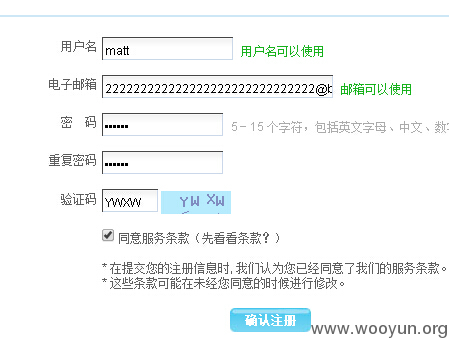 用户名 matt 用户名可以使用
电子邮箱 邮箱可以使用
密 码 •••••• 5－15 个字符，包括英文字母、中文、数
重复密码 ••••••
验证码 YWXW YW XW
同意服务条款（先看看条款？）
* 在提交您的注册信息时, 我们认为您已经同意了我们的服务条款。
* 这些条款可能在未经您同意的时候进行修改。
确认注册
www.wooyun.org